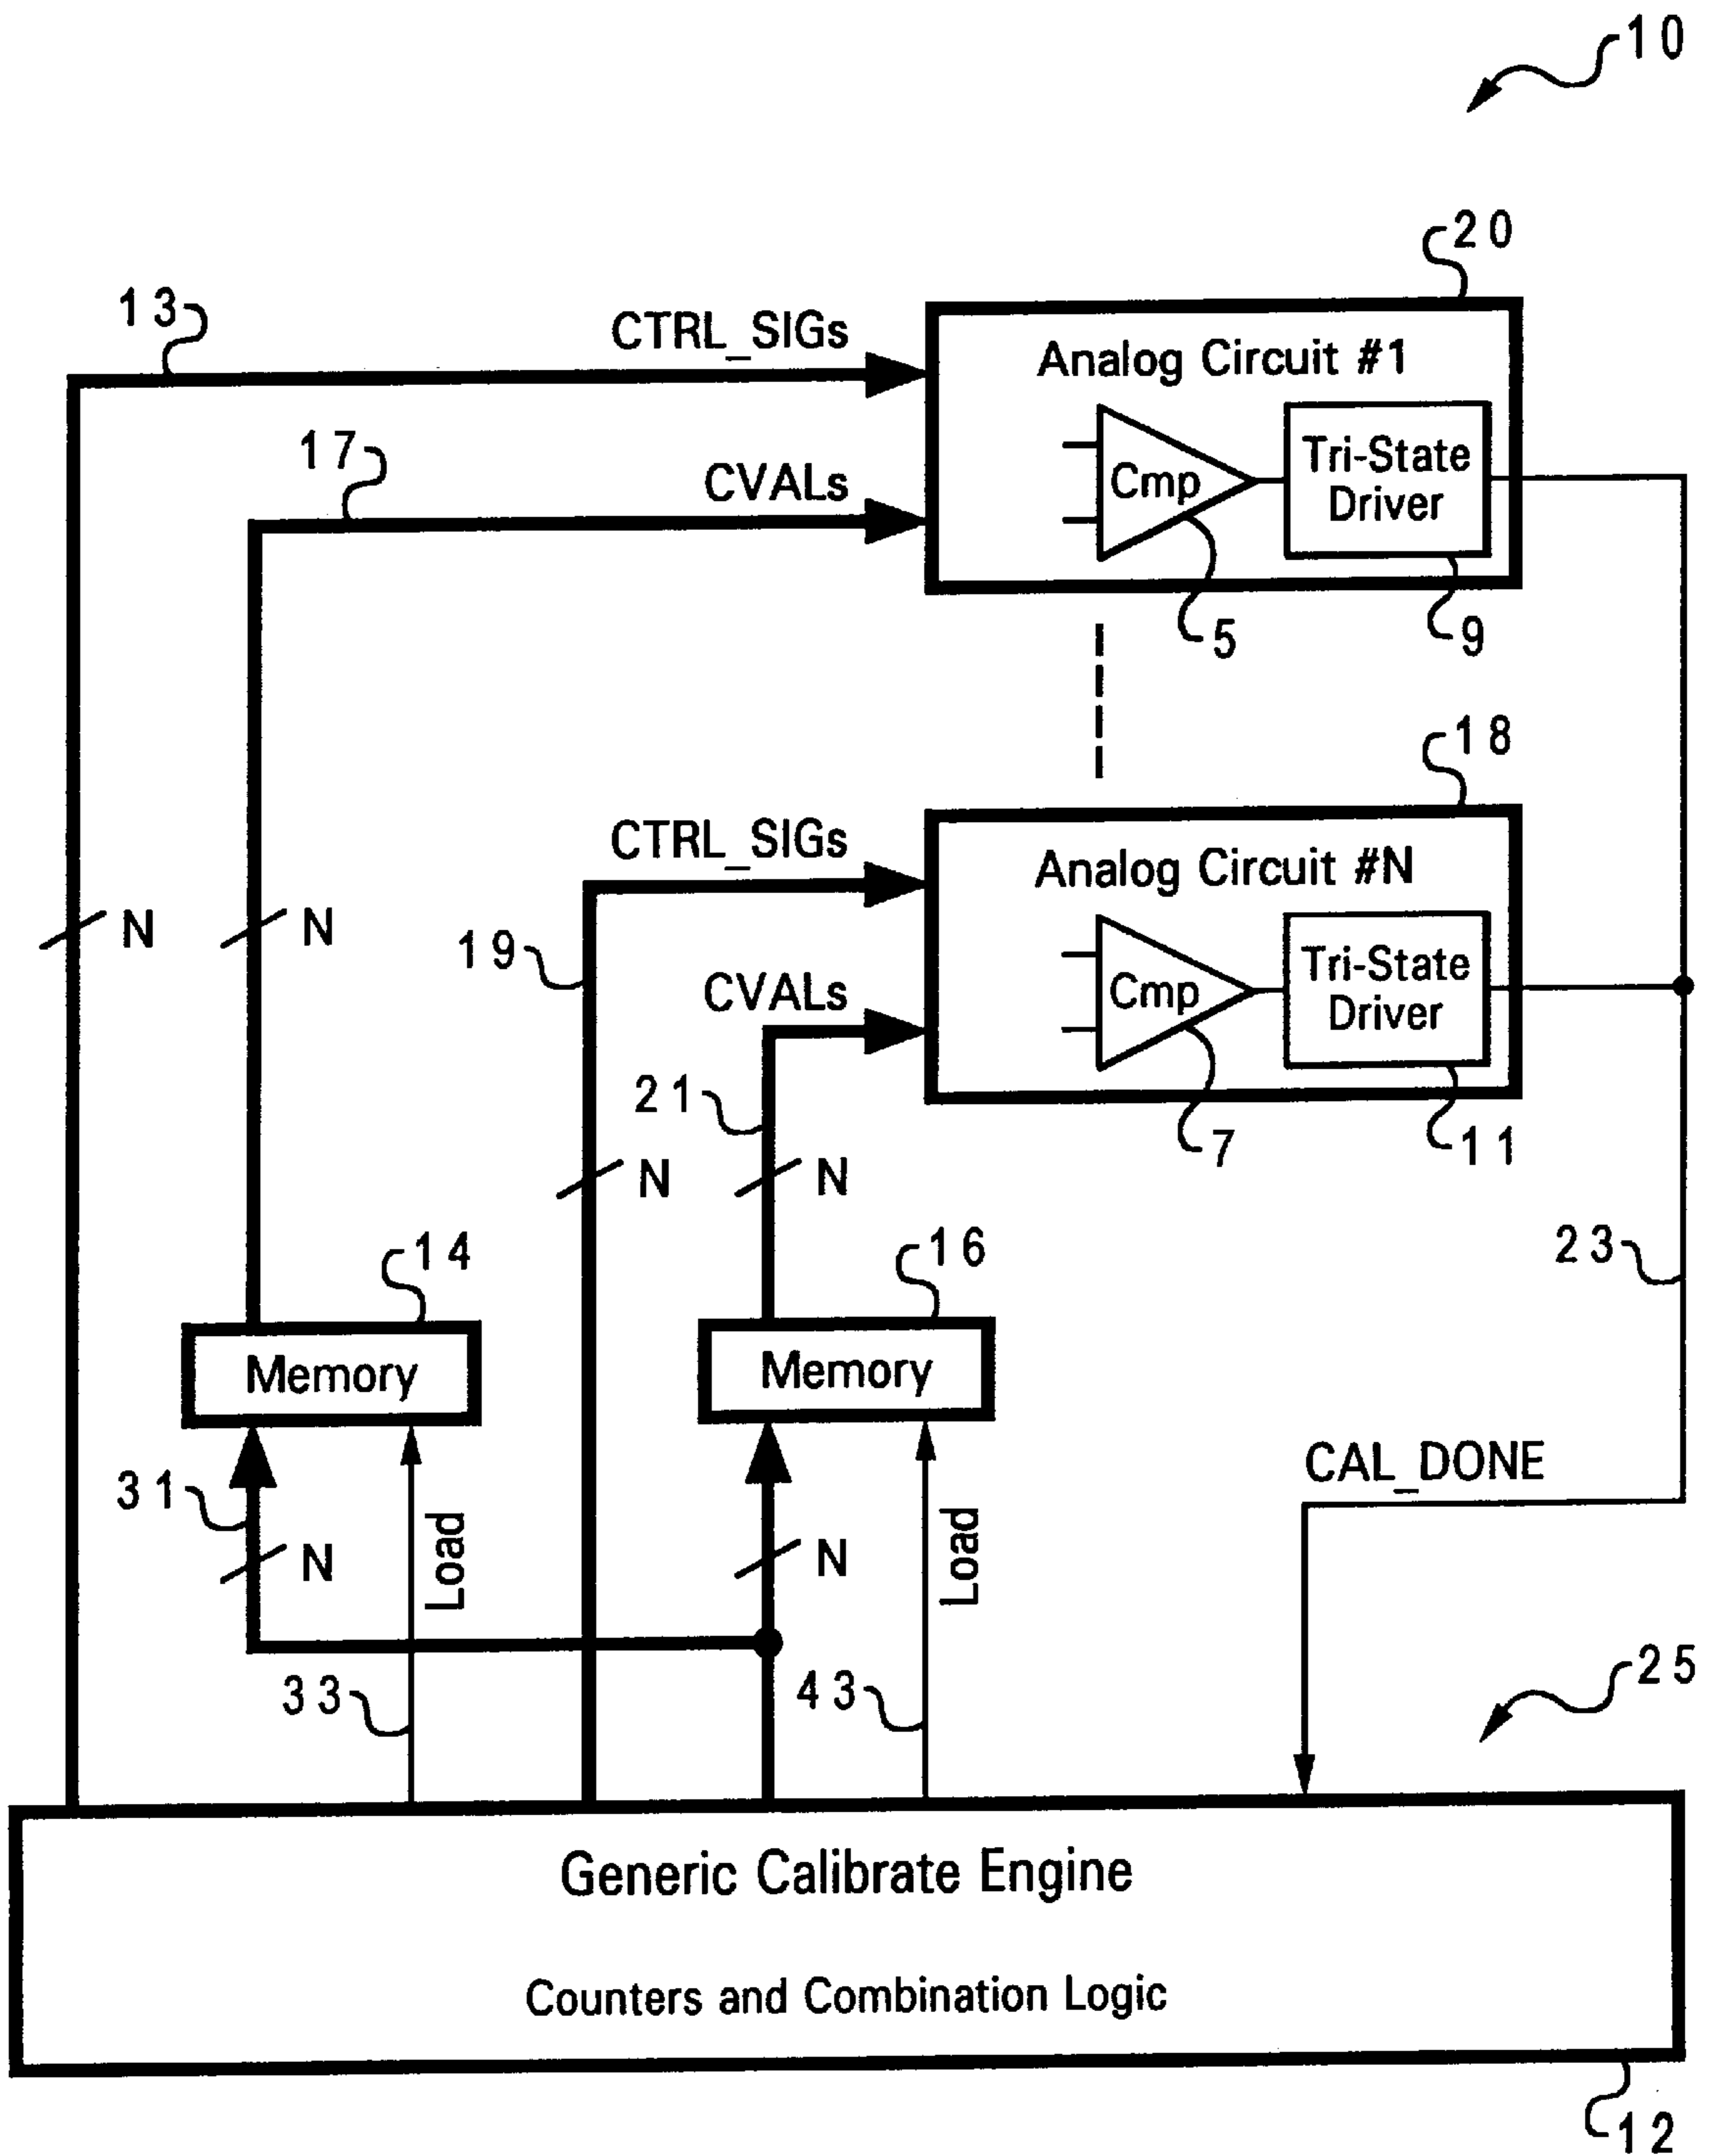 10
20
13
CTRL_SIGs
Analog Circuit #1
17
CVALs
Cmp
Tri-State
Driver
5
9
18
CTRL_SIGs
Analog Circuit #N
N
N
19
CVALs
Cmp
Tri-State
Driver
21
7
11
N
N
23
14
16
Memory
Memory
CAL_DONE
31
N
Load
N
Load
33
43
25
Generic Calibrate Engine
Counters and Combination Logic
12